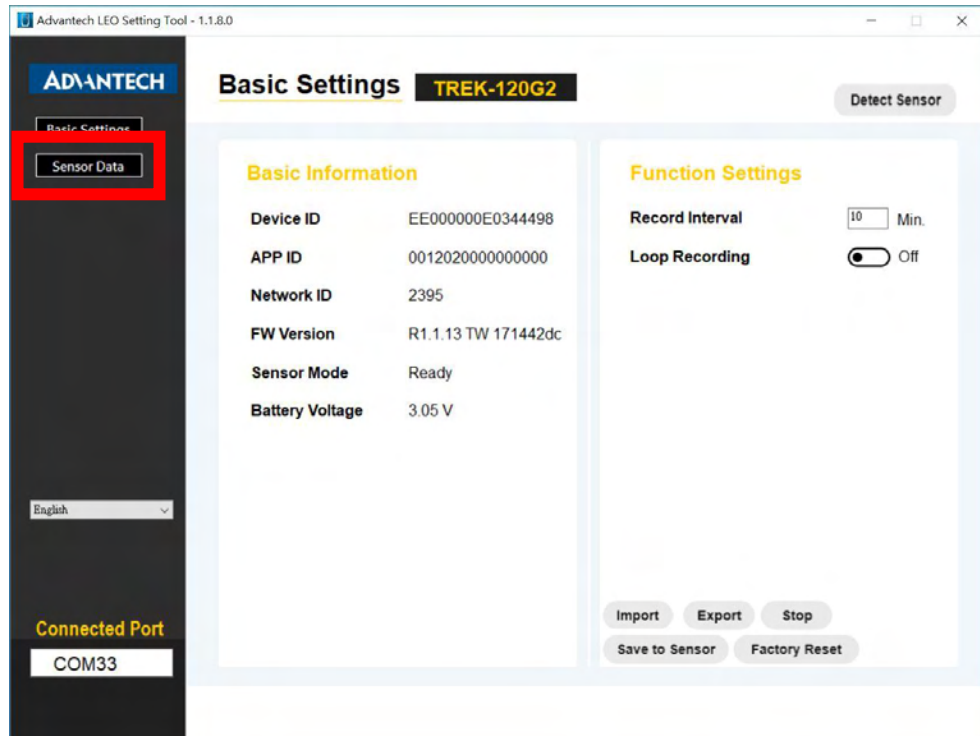 Advantech LEO Setting Tool - 1.1.8.0
ADVANTECH
Basic Settings
Sensor Data
English
Connected Port
COM33
Basic Settings TREK-120G2
Detect Sensor
Basic Information
Device ID EE000000E0344498
APP ID 0012020000000000
Network ID 2395
FW Version R1.1.13 TW 171442dc
Sensor Mode Ready
Battery Voltage 3.05 V
Function Settings
Record Interval 10 Min.
Loop Recording Off
Import Export Stop
Save to Sensor Factory Reset